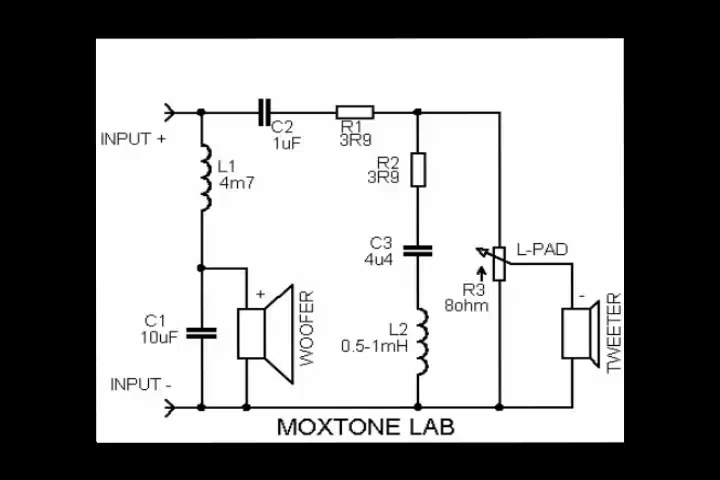 INPUT +
C2
1uF
R1
3R9
L1
4m7
R2
3R9
C3
4u4
L-PAD
R3
8ohm
+
WOOFER
C1
10uF
L2
0.5-1mH
-
TWEETER
INPUT -
MOXTONE LAB